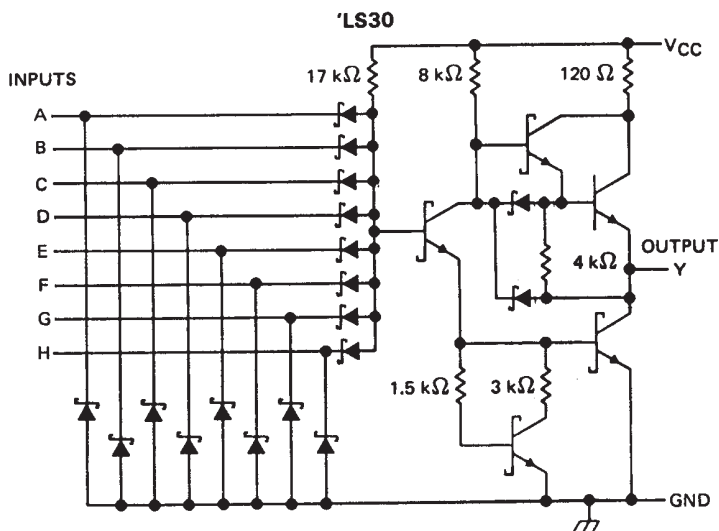 'LS30
VCC
17 kΩ
8 kΩ
120 Ω
INPUTS
A
B
C
D
E
F
G
H
4 kΩ
OUTPUT
Y
1.5 kΩ
3 kΩ
GND